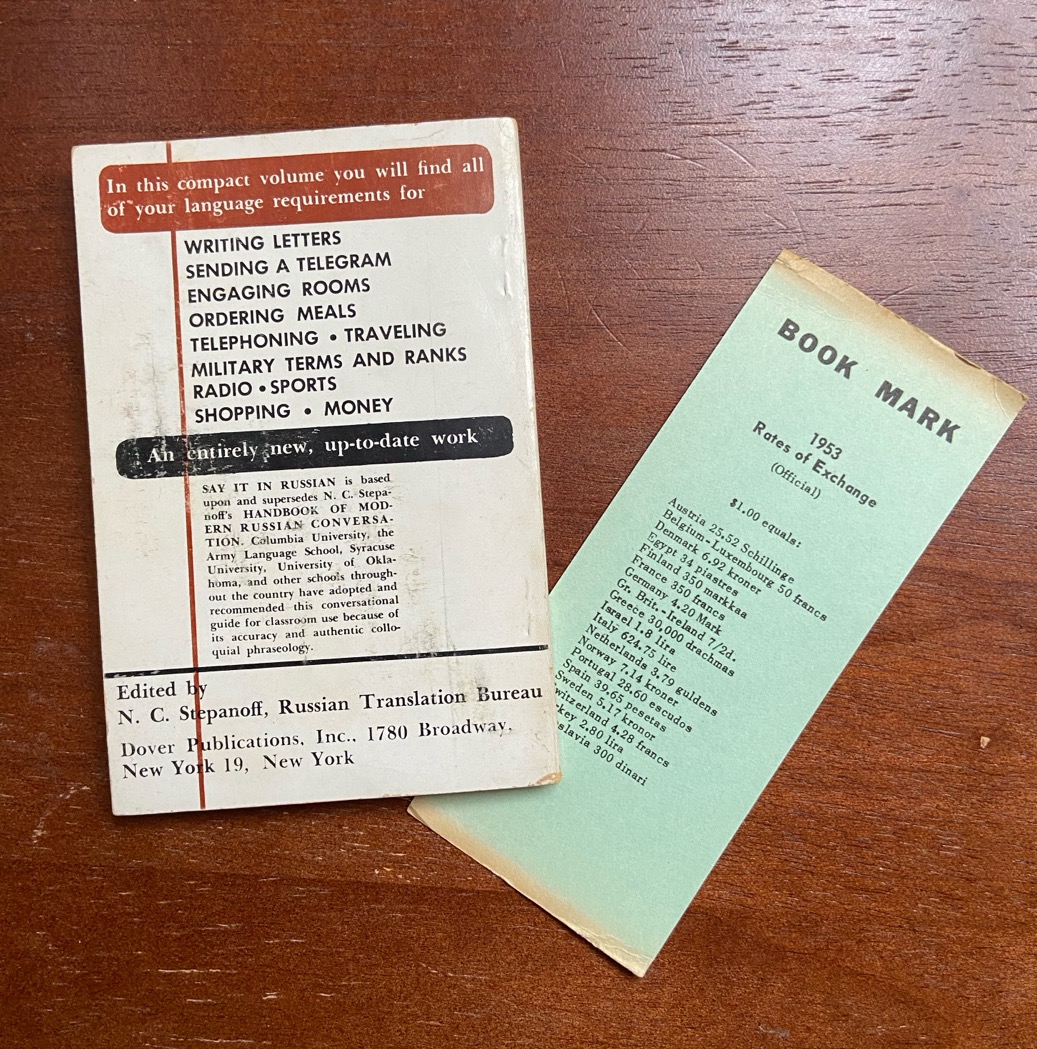 In this compact volume you will find all
of your language requirements for
WRITING LETTERS
SENDING A TELEGRAM
ENGAGING ROOMS
ORDERING MEALS
TELEPHONING • TRAVELING
MILITARY TERMS AND RANKS
RADIO • SPORTS
SHOPPING • MONEY
An entirely new, up-to-date work
SAY IT IN RUSSIAN is based
upon and supersedes N. C. Stepa-
noff's HANDBOOK OF MOD-
ERN RUSSIAN CONVERSA-
TION. Columbia University, the
Army Language School, Syracuse
University, University of Okla-
homa, and other schools through-
out the country have adopted and
recommended this conversational
guide for classroom use because of
its accuracy and authentic collo-
quial phraseology.
Edited by
N. C. Stepanoff, Russian Translation Bureau
Dover Publications, Inc., 1780 Broadway,
New York 19, New York
BOOK MARK
1953
Rates of Exchange
(Official)
$1.00 equals:
Austria 25.52 Schillinge
Belgium-Luxembourg 50 francs
Denmark 6.92 kroner
Egypt 34 piastres
Finland 350 markkaa
France 350 francs
Germany 4.20 Mark
Gr. Brit.-Ireland 7/2d.
Greece 30,000 drachmas
Israel 1.8 lira
Italy 624.75 lire
Netherlands 3.79 guldens
Norway 7.14 kroner
Portugal 28.60 escudos
Spain 39.65 pesetas
Sweden 5.17 kronor
witzerland 4.28 francs
key 2.80 lira
slavia 300 dinari